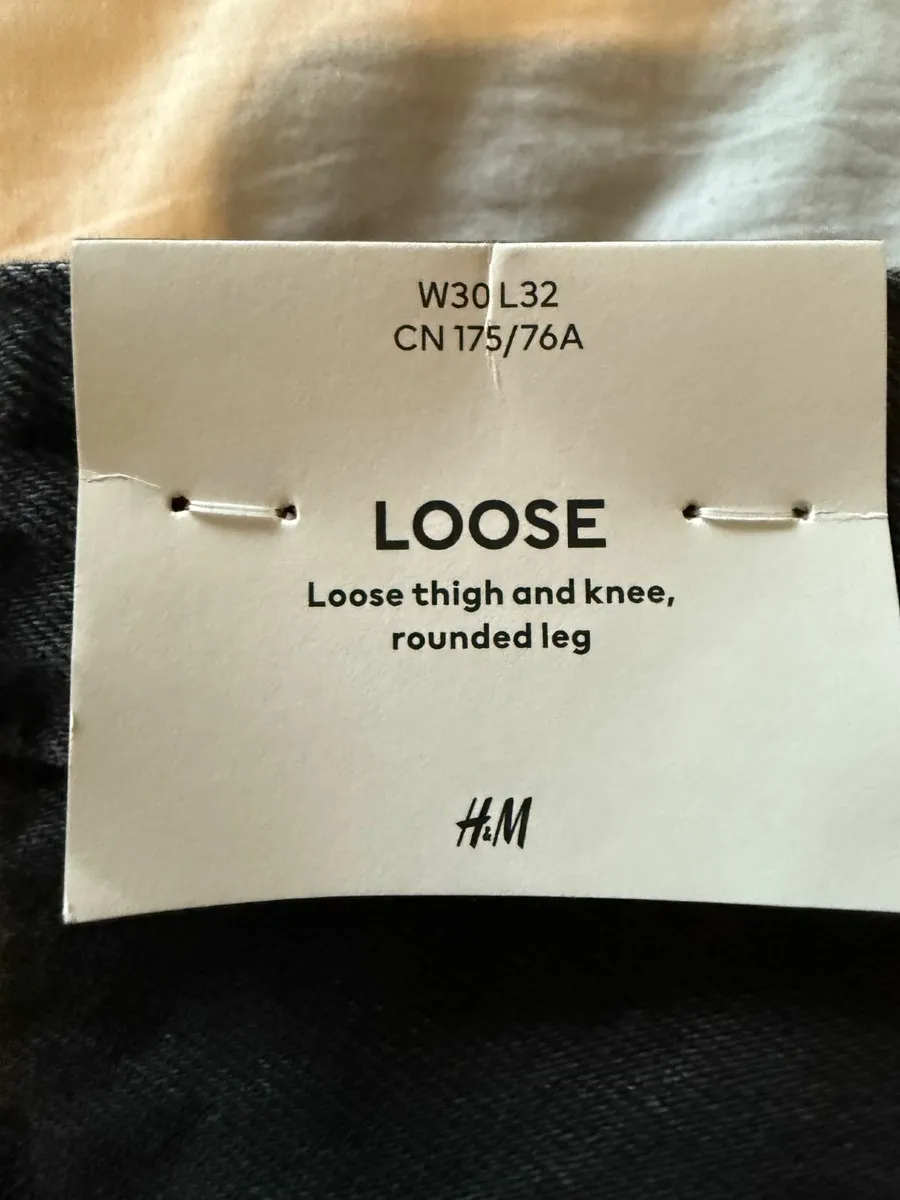 W30 L32
CN 175/76A
LOOSE
Loose thigh and knee,
rounded leg
H&M